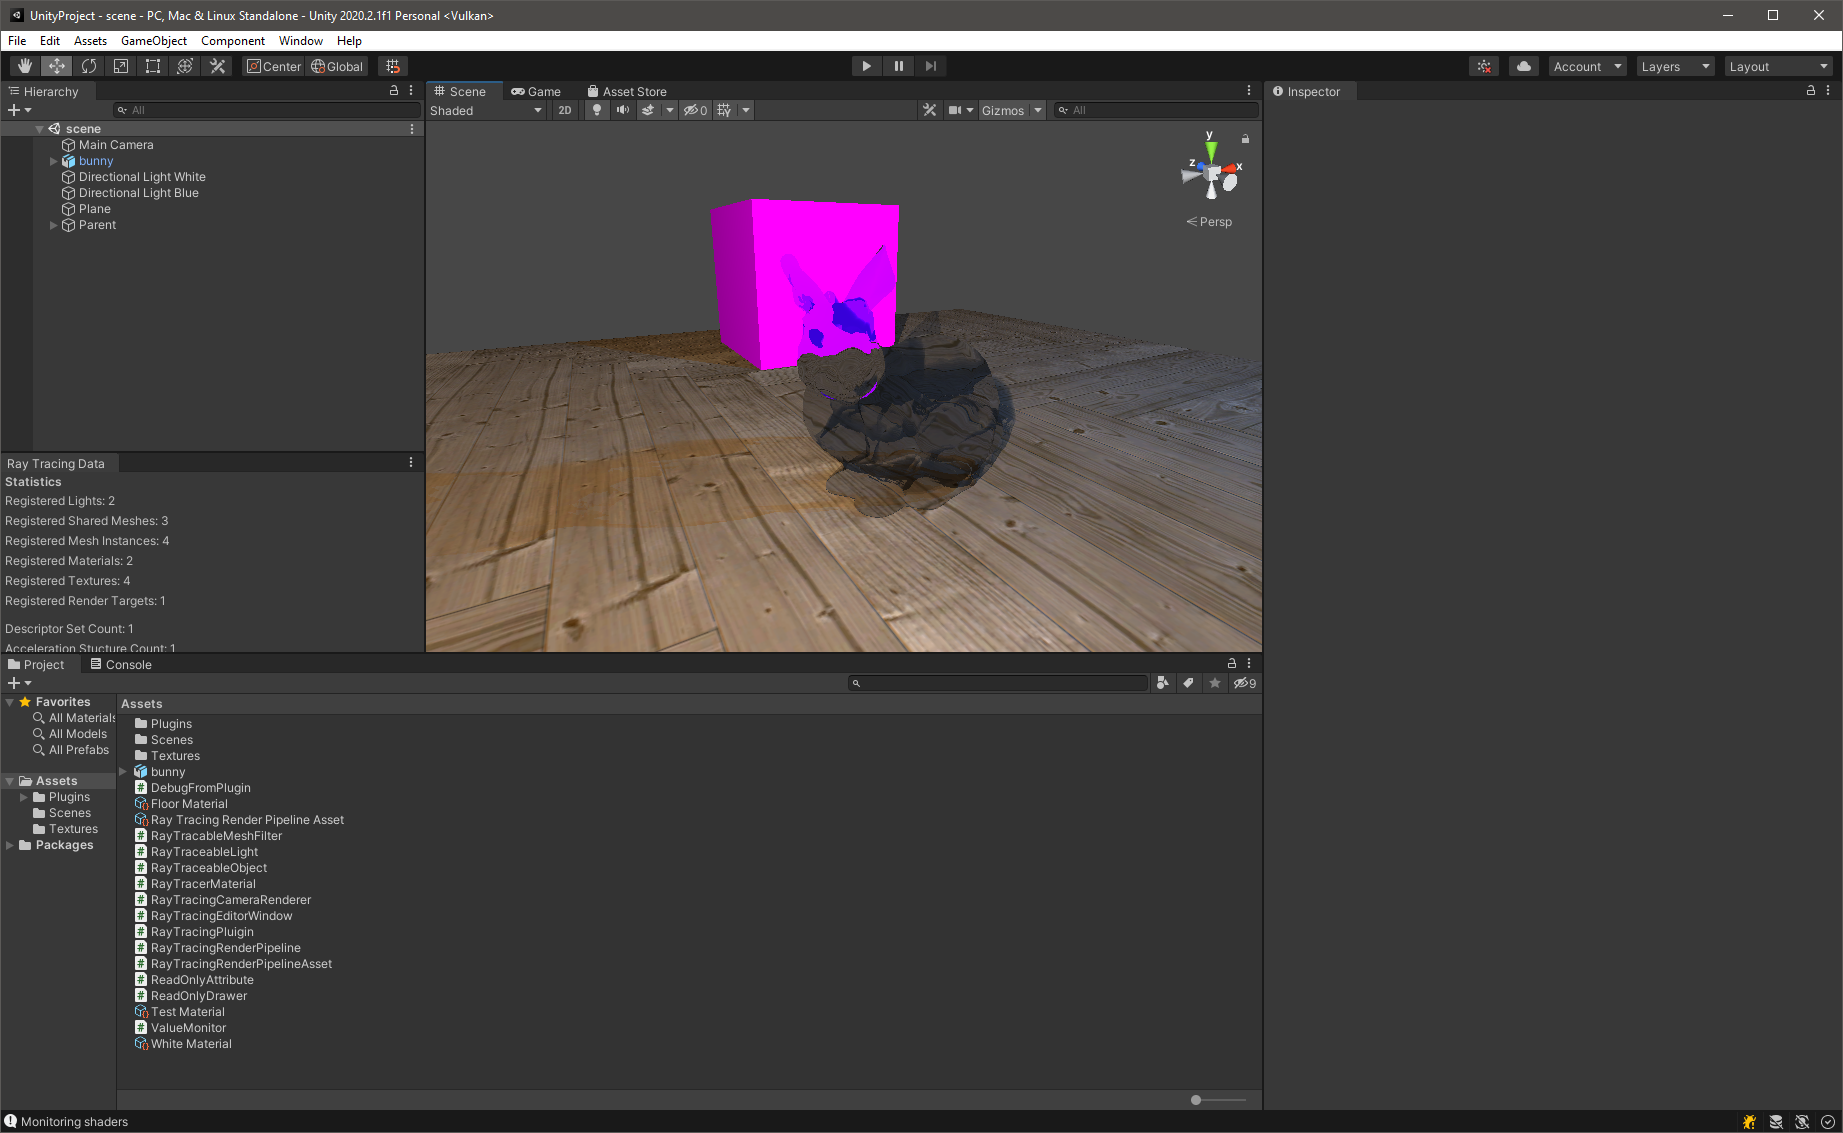 UnityProject - scene - PC, Mac & Linux Standalone - Unity 2020.2.1f1 Personal <Vulkan>
File Edit Assets GameObject Component Window Help
Center Global Account Layers Layout
Hierarchy
All
scene
Main Camera
bunny
Directional Light White
Directional Light Blue
Plane
Parent
Ray Tracing Data
Statistics
Registered Lights: 2
Registered Shared Meshes: 3
Registered Mesh Instances: 4
Registered Materials: 2
Registered Textures: 4
Registered Render Targets: 1
Descriptor Set Count: 1
Acceleration Stucture Count: 1
Scene Game Asset Store
Shaded 2D 0 Gizmos All
y
z x
Persp
Inspector
Project Console
9
Favorites
All Materials
All Models
All Prefabs
Assets
Plugins
Scenes
Textures
Packages
Assets
Plugins
Scenes
Textures
bunny
DebugFromPlugin
Floor Material
Ray Tracing Render Pipeline Asset
RayTracableMeshFilter
RayTraceableLight
RayTraceableObject
RayTracerMaterial
RayTracingCameraRenderer
RayTracingEditorWindow
RayTracingPluigin
RayTracingRenderPipeline
RayTracingRenderPipelineAsset
ReadOnlyAttribute
ReadOnlyDrawer
Test Material
ValueMonitor
White Material
Monitoring shaders